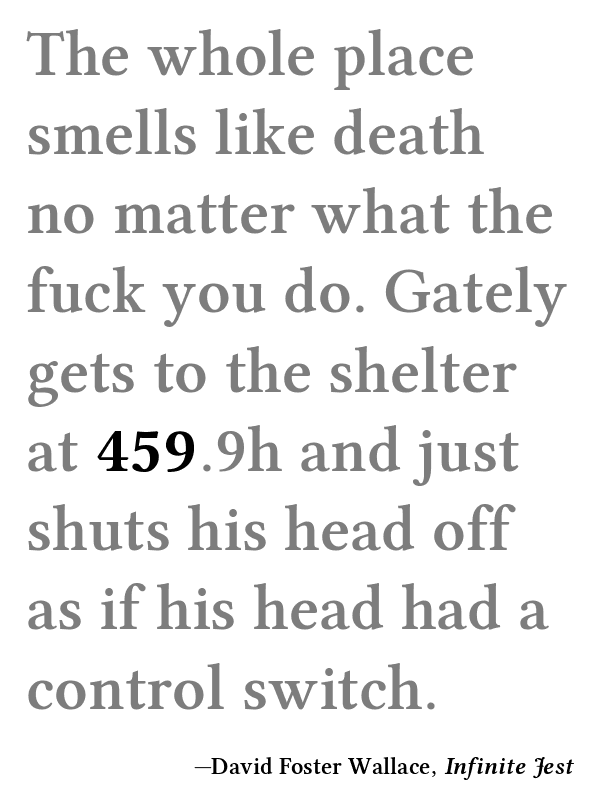 The whole place
smells like death
no matter what the
fuck you do. Gately
gets to the shelter
at 459.9h and just
shuts his head off
as if his head had a
control switch.
—David Foster Wallace, Infinite Jest